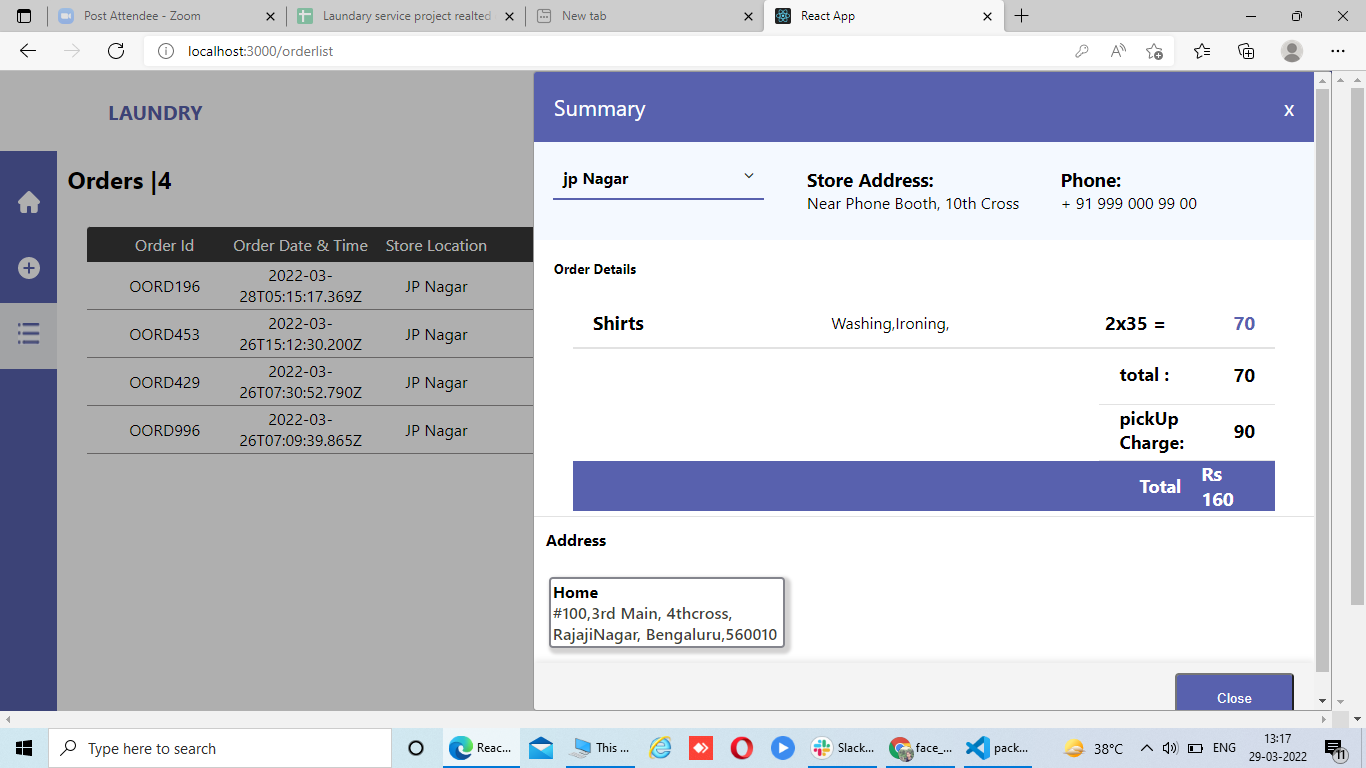 Post Attendee - Zoom
Laundary service project realted
New tab
React App
localhost:3000/orderlist
LAUNDRY
Orders |4
Order Id Order Date & Time Store Location
OORD196 2022-03-28T05:15:17.369Z JP Nagar
OORD453 2022-03-26T15:12:30.200Z JP Nagar
OORD429 2022-03-26T07:30:52.790Z JP Nagar
OORD996 2022-03-26T07:09:39.865Z JP Nagar
Summary x
jp Nagar
Store Address:
Near Phone Booth, 10th Cross
Phone:
+ 91 999 000 99 00
Order Details
Shirts Washing,Ironing, 2x35 = 70
total : 70
pickUp
Charge: 90
Total Rs
160
Address
Home
#100,3rd Main, 4thcross,
RajajiNagar, Bengaluru,560010
Close
Type here to search
Reac...
This ...
Slack...
face_...
pack...
38°C
ENG
13:17
29-03-2022
11